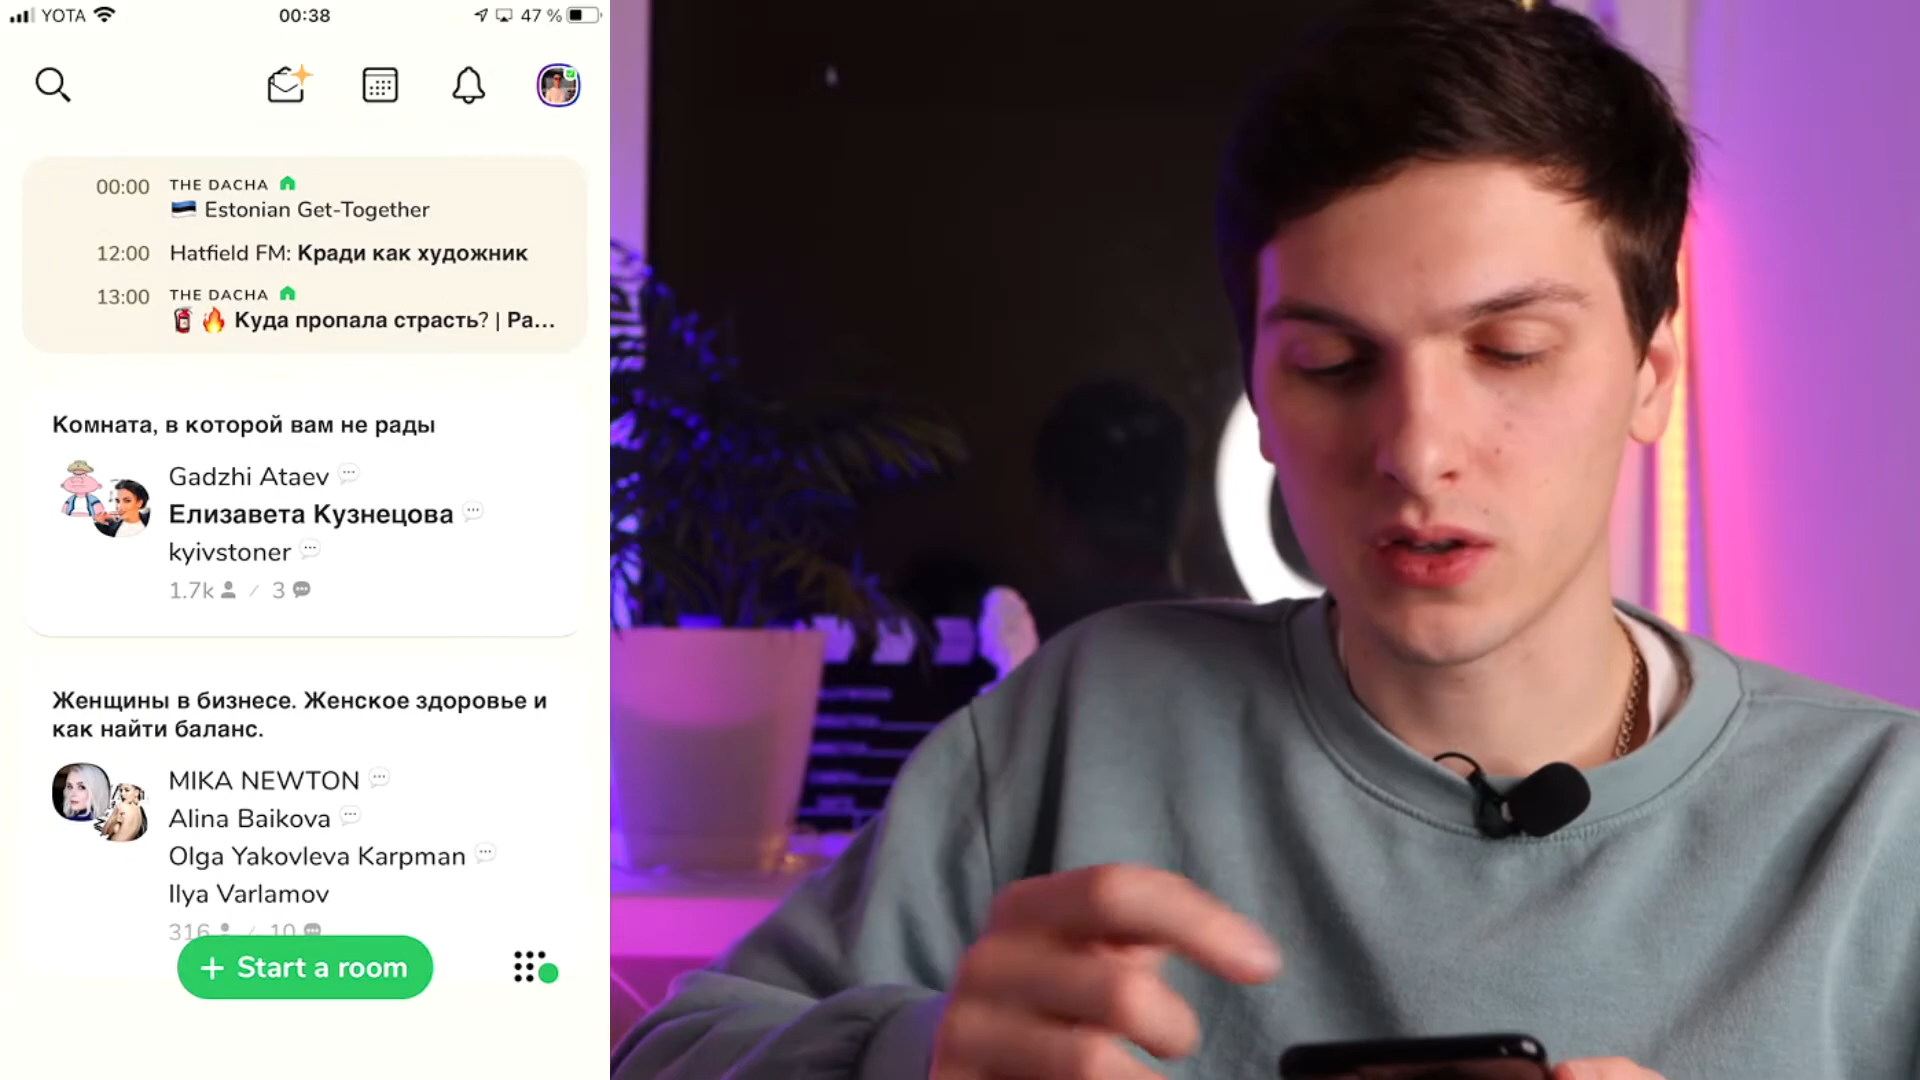 YOTA 00:38 47 %
00:00 THE DACHA
Estonian Get-Together
12:00 Hatfield FM: Кради как художник
13:00 THE DACHA
Куда пропала страсть? | Ра...
Комната, в которой вам не рады
Gadzhi Ataev
Елизавета Кузнецова
kyivstoner
1.7k / 3
Женщины в бизнесе. Женское здоровье и
как найти баланс.
MIKA NEWTON
Alina Baikova
Olga Yakovleva Karpman
Ilya Varlamov
316 / 10
+ Start a room